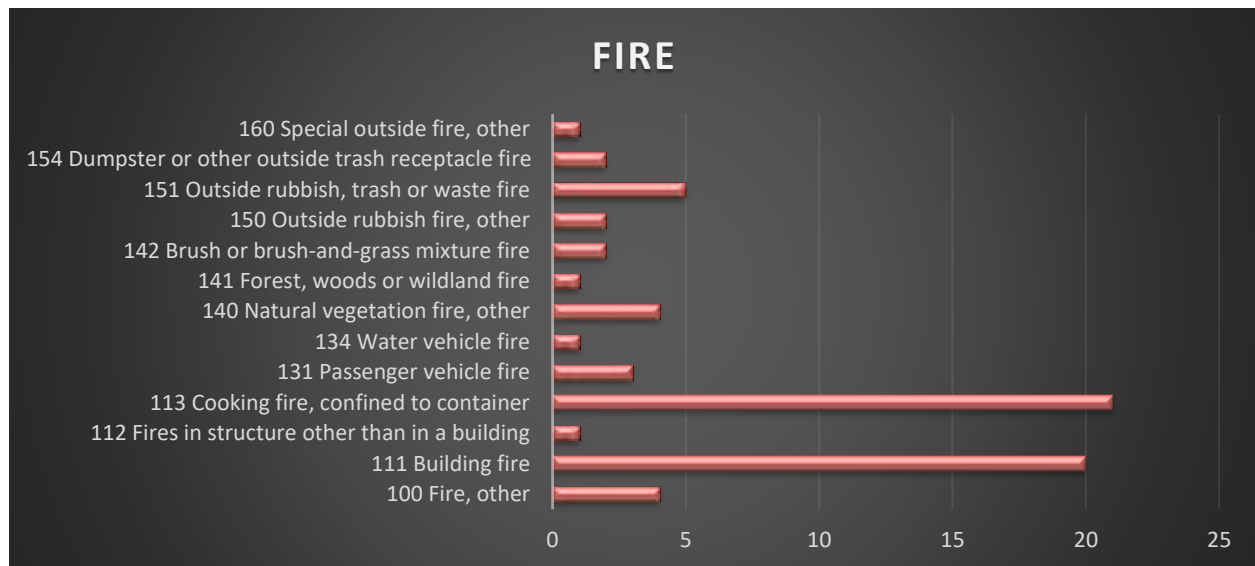 FIRE
160 Special outside fire, other
154 Dumpster or other outside trash receptacle fire
151 Outside rubbish, trash or waste fire
150 Outside rubbish fire, other
142 Brush or brush-and-grass mixture fire
141 Forest, woods or wildland fire
140 Natural vegetation fire, other
134 Water vehicle fire
131 Passenger vehicle fire
113 Cooking fire, confined to container
112 Fires in structure other than in a building
111 Building fire
100 Fire, other
0 5 10 15 20 25